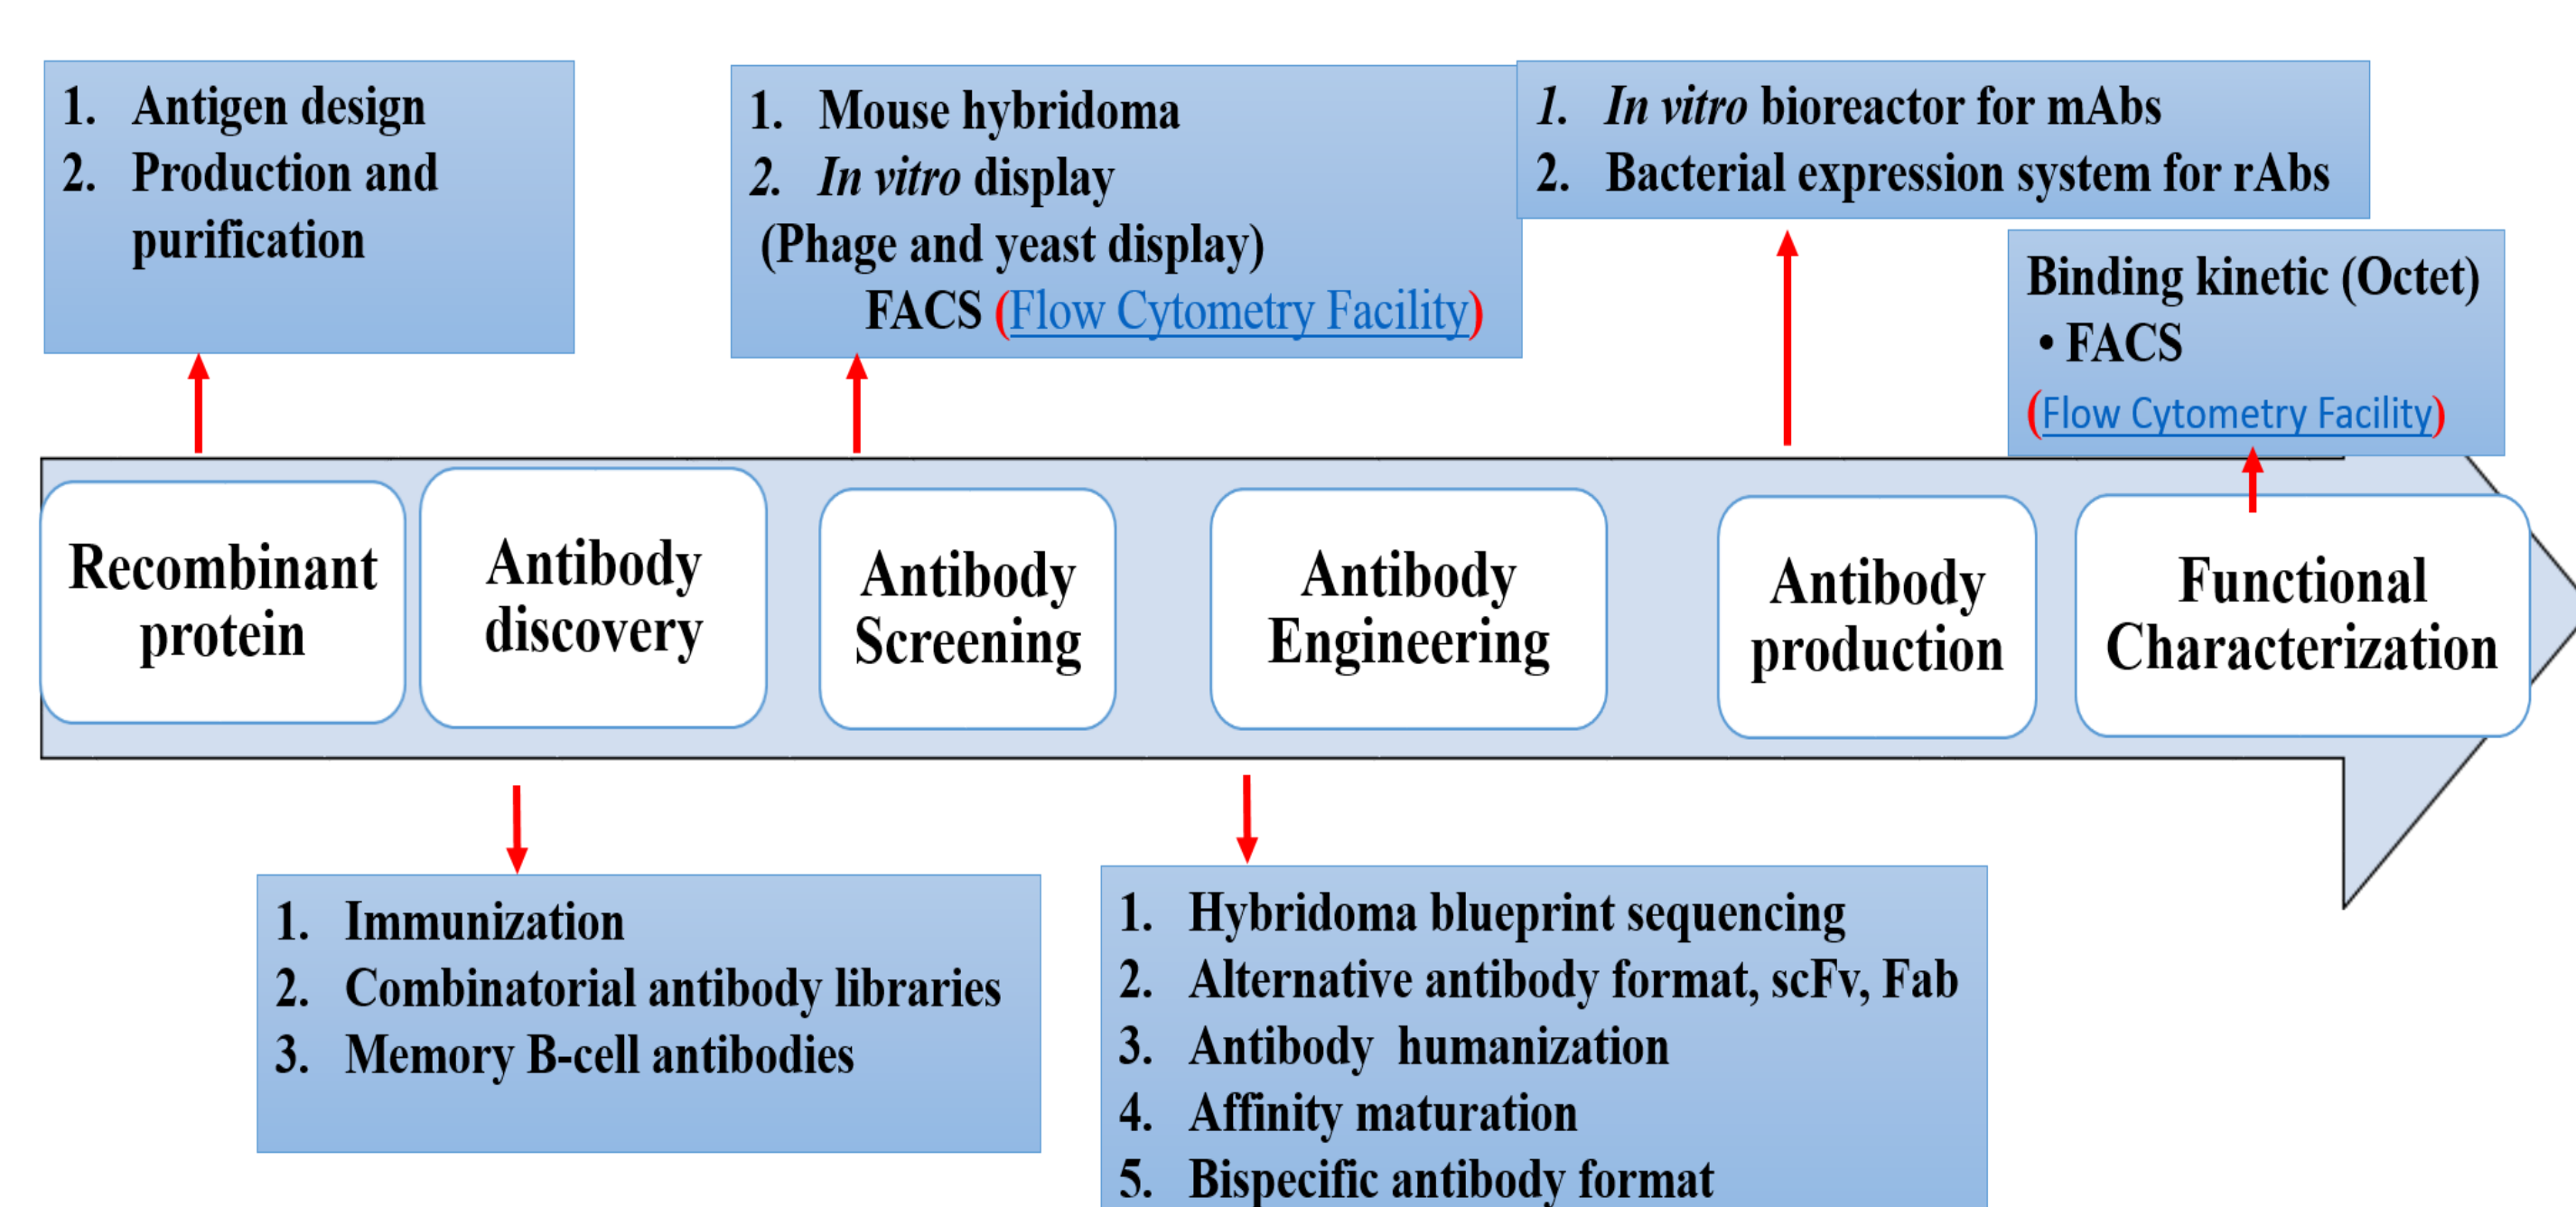 1. Antigen design
2. Production and
purification
1. Mouse hybridoma
2. In vitro display
(Phage and yeast display)
FACS (Flow Cytometry Facility)
1. In vitro bioreactor for mAbs
2. Bacterial expression system for rAbs
Binding kinetic (Octet)
• FACS
(Flow Cytometry Facility)
Recombinant
protein
Antibody
discovery
Antibody
Screening
Antibody
Engineering
Antibody
production
Functional
Characterization
1. Immunization
2. Combinatorial antibody libraries
3. Memory B-cell antibodies
1. Hybridoma blueprint sequencing
2. Alternative antibody format, scFv, Fab
3. Antibody humanization
4. Affinity maturation
5. Bispecific antibody format